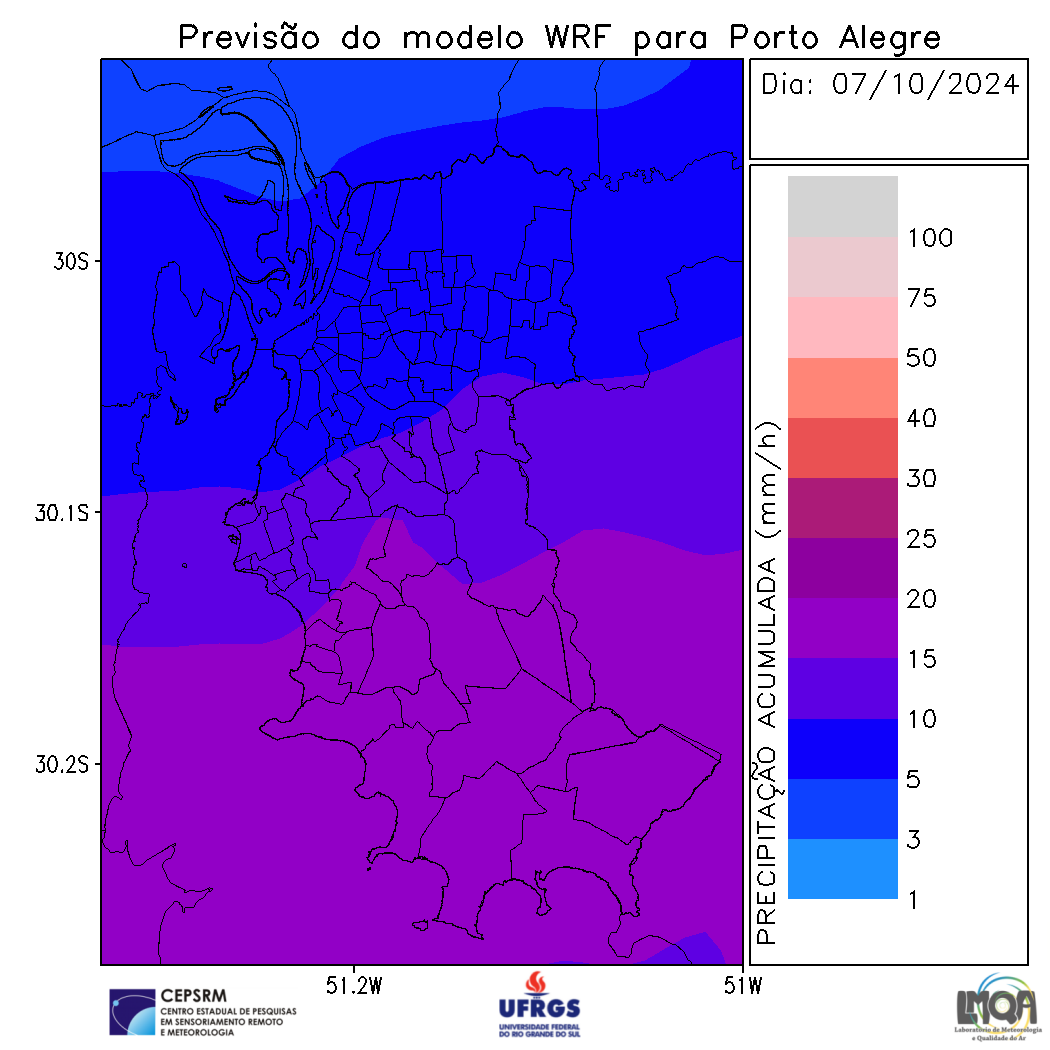 Previsão do modelo WRF para Porto Alegre
Dia: 07/10/2024
30S
30.1S
30.2S
51.2W
51W
PRECIPITAÇÃO ACUMULADA (mm/h)
100
75
50
40
30
25
20
15
10
5
3
1
CEPSRM
CENTRO ESTADUAL DE PESQUISAS
EM SENSORIAMENTO REMOTO
E METEOROLOGIA
UFRGS
UNIVERSIDADE FEDERAL
DO RIO GRANDE DO SUL
LMQA
Laboratório de Meteorologia
e Qualidade do Ar